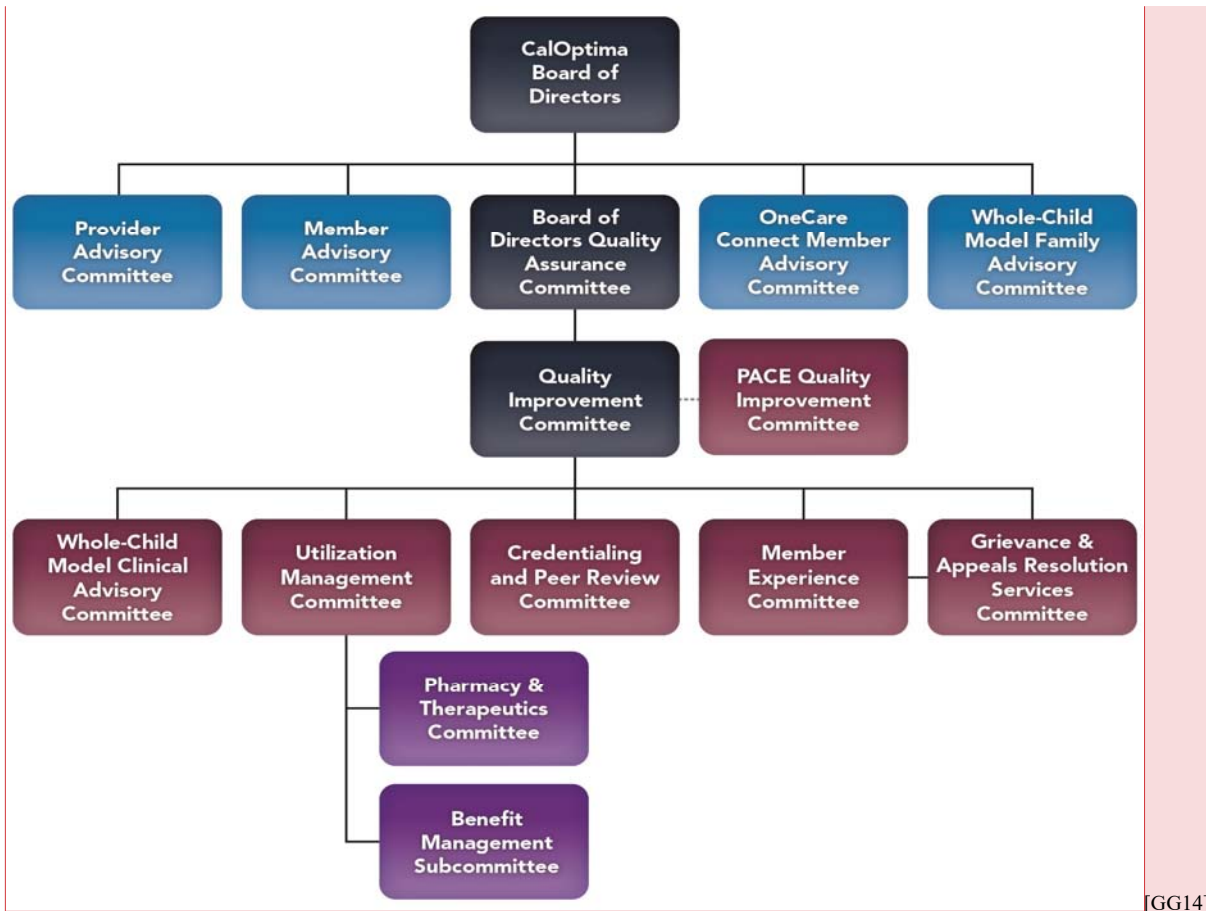 CalOptima
Board of
Directors
Provider
Advisory
Committee
Member
Advisory
Committee
Board of
Directors Quality
Assurance
Committee
OneCare
Connect Member
Advisory
Committee
Whole-Child
Model Family
Advisory
Committee
Quality
Improvement
Committee
PACE Quality
Improvement
Committee
Whole-Child
Model Clinical
Advisory
Committee
Utilization
Management
Committee
Credentialing
and Peer Review
Committee
Member
Experience
Committee
Grievance &
Appeals Resolution
Services
Committee
Pharmacy &
Therapeutics
Committee
Benefit
Management
Subcommittee
[GG14]